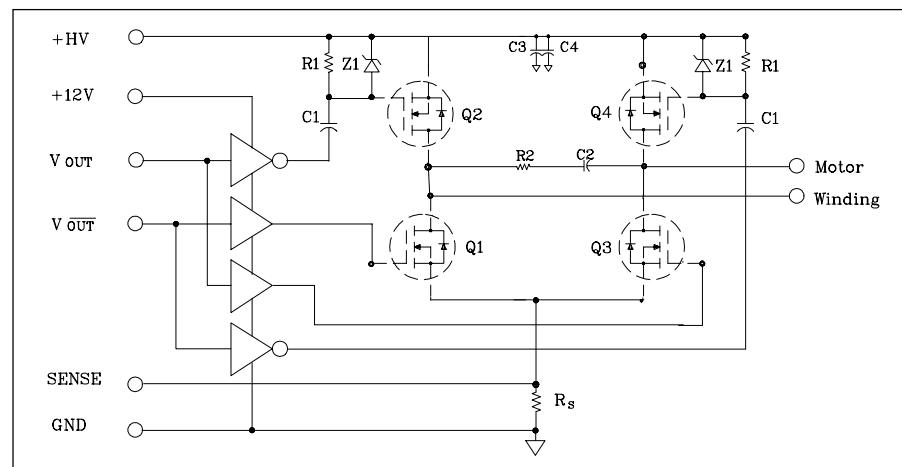 +HV
R1
Z1
C3
C4
Z1
R1
+12V
C1
Q2
Q4
C1
V OUT
R2
C2
Motor
Winding
V O̅U̅T̅
Q1
Q3
SENSE
Rs
GND